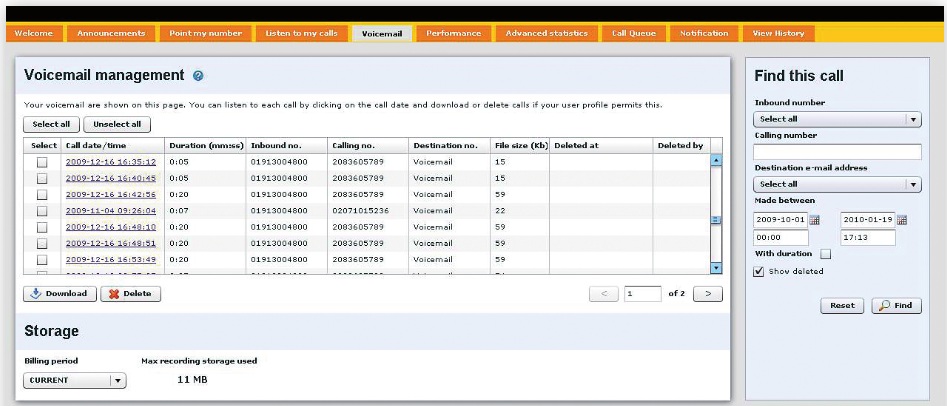 Welcome Announcements Point my number Listen to my calls Voicemail Performance Advanced statistics Call Queue Notification View History
Voicemail management ?
Your voicemail are shown on this page. You can listen to each call by clicking on the call date and download or delete calls if your user profile permits this.
Select all Unselect all
Select Call date/time Duration (mm:ss) Inbound no. Calling no. Destination no. File size (Kb) Deleted at Deleted by
2009-12-16 16:35:12 0:05 01913004800 2083605789 Voicemail 15
2009-12-16 16:40:45 0:05 01913004800 2083605789 Voicemail 15
2009-12-16 16:42:56 0:20 01913004800 2083605789 Voicemail 59
2009-11-04 09:26:04 0:07 01913004800 02071015236 Voicemail 22
2009-12-16 16:48:10 0:20 01913004800 2083605789 Voicemail 59
2009-12-16 16:48:51 0:20 01913004800 2083605789 Voicemail 59
2009-12-16 16:53:49 0:20 01913004800 2083605789 Voicemail 59
Download Delete < 1 of 2 >
Storage
Billing period Max recording storage used
CURRENT 11 MB
Find this call
Inbound number
Select all
Calling number
Destination e-mail address
Select all
Made between
2009-10-01 2010-01-19
00:00 17:13
With duration
Show deleted
Reset Find